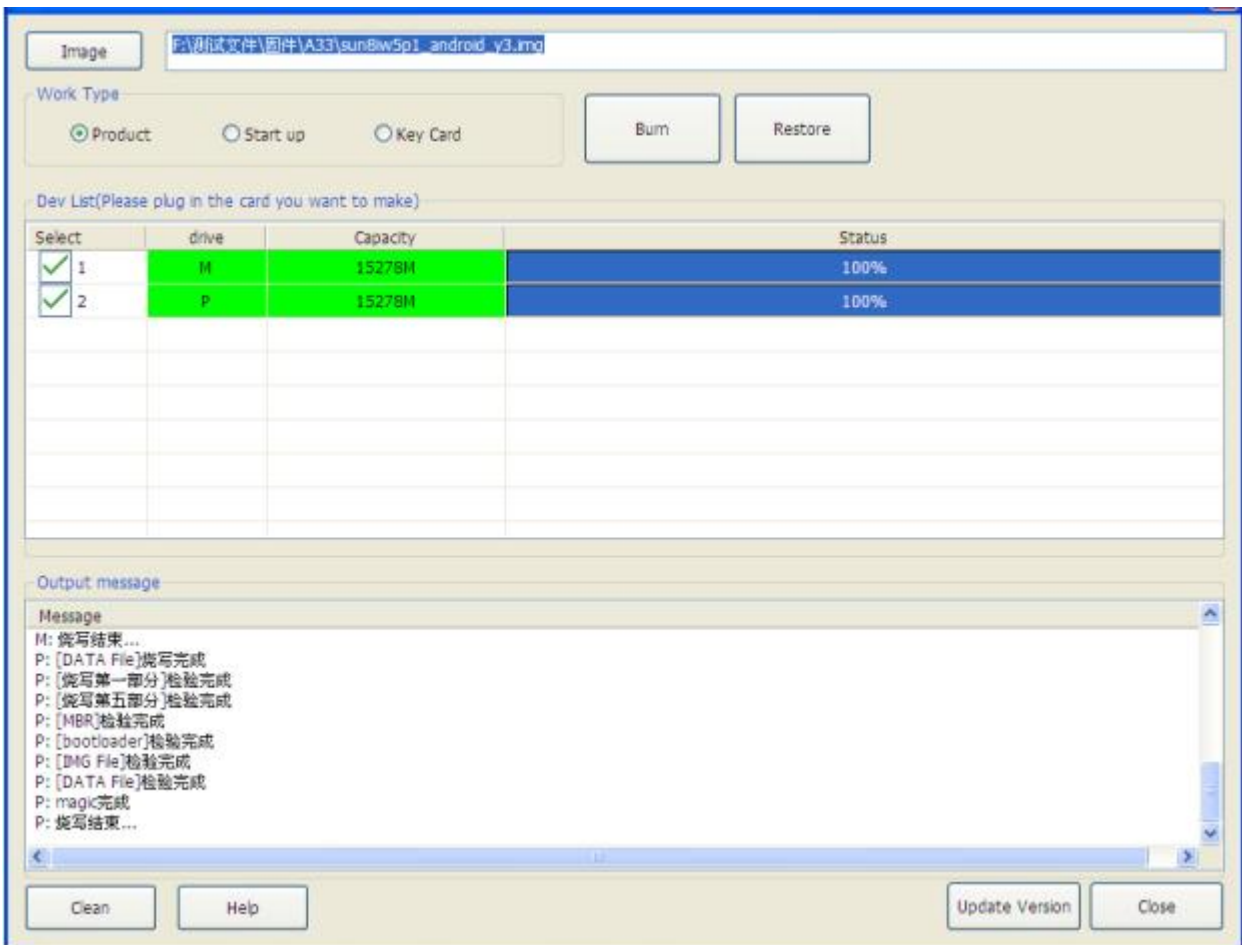 Image
F:\测试文件\固件\A33\sun8iw5p1_android_y3.img
Work Type
Product Start up Key Card
Burn Restore
Dev List(Please plug in the card you want to make)
Select drive Capacity Status
1 M 15278M 100%
2 P 15278M 100%
Output message
Message
M: 烧写结束...
P: [DATA File]烧写完成
P: [烧写第一部分]检验完成
P: [烧写第五部分]检验完成
P: [MBR]检验完成
P: [bootloader]检验完成
P: [IMG File]检验完成
P: [DATA File]检验完成
P: magic完成
P: 烧写结束...
Clean Help Update Version Close